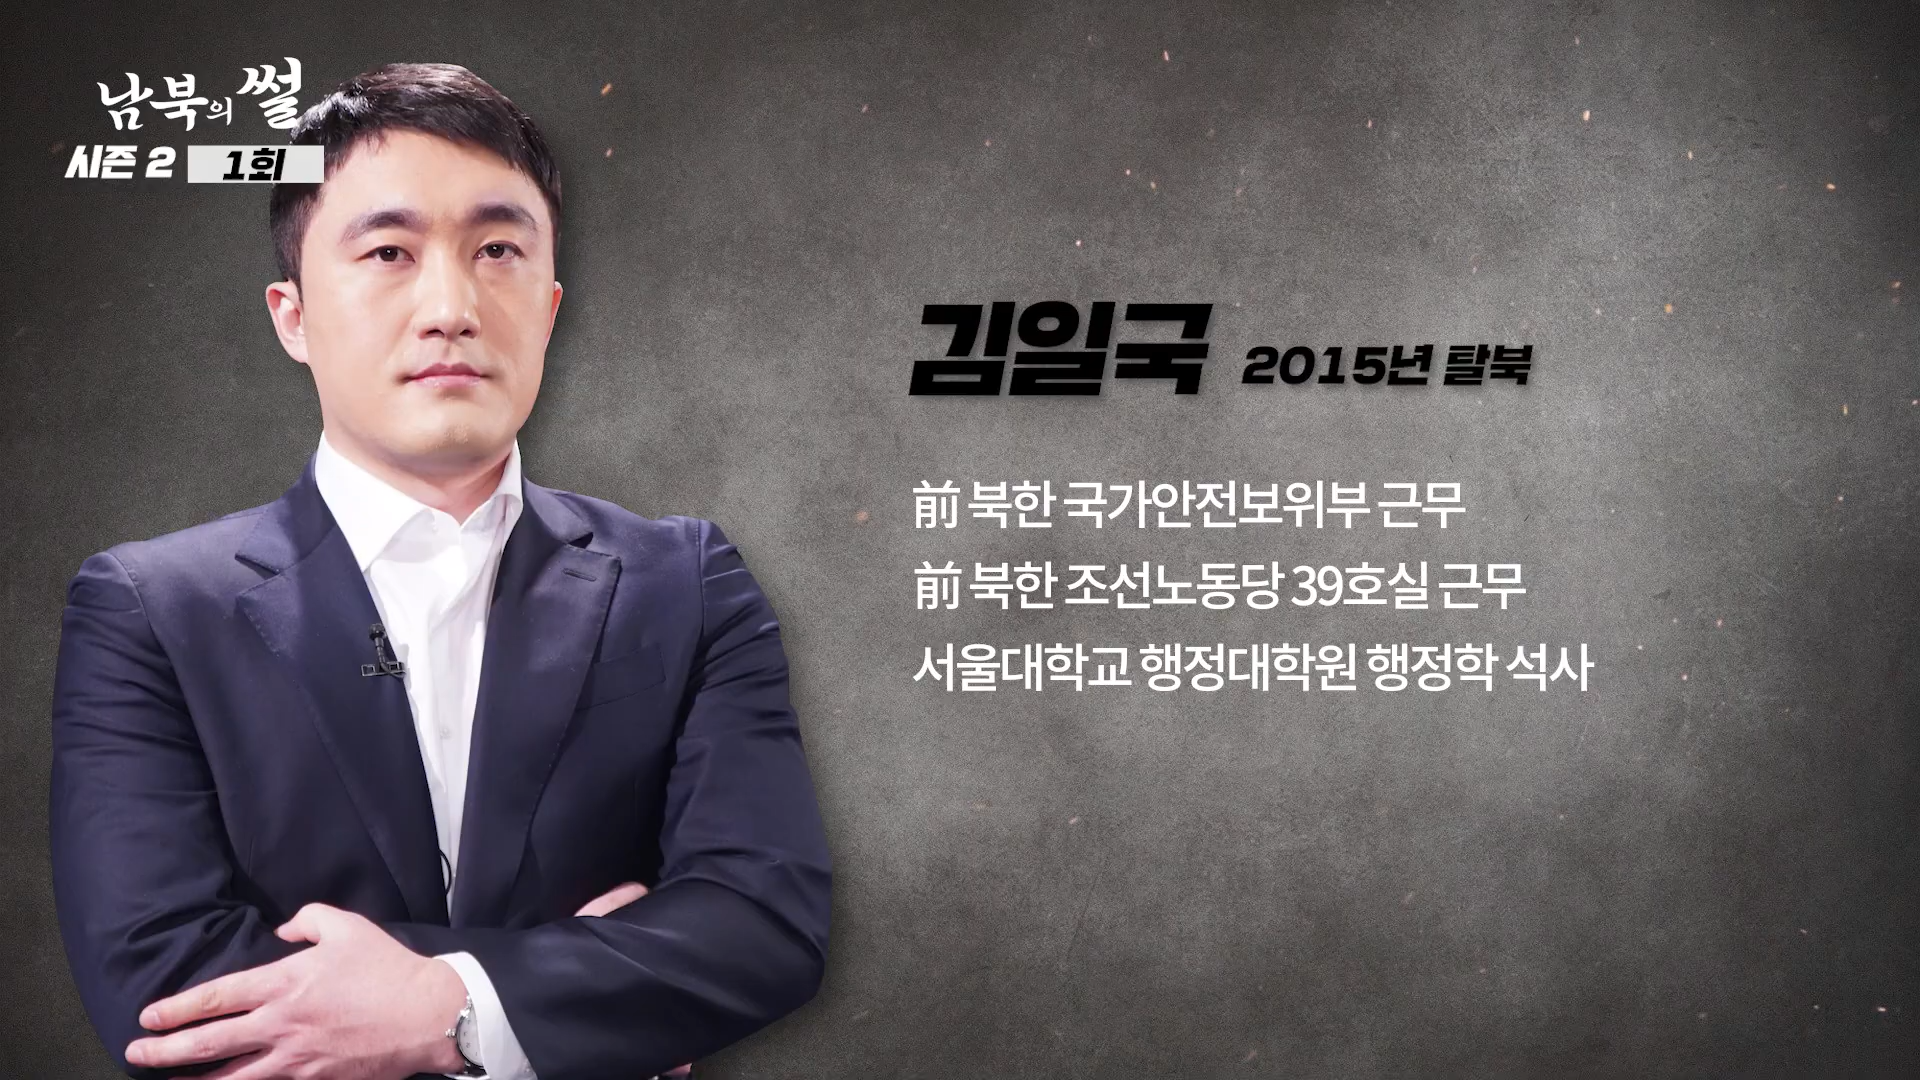 남북의 썰
시즌 2 1회
김일국 2015년 탈북
前 북한 국가안전보위부 근무
前 북한 조선노동당 39호실 근무
서울대학교 행정대학원 행정학 석사